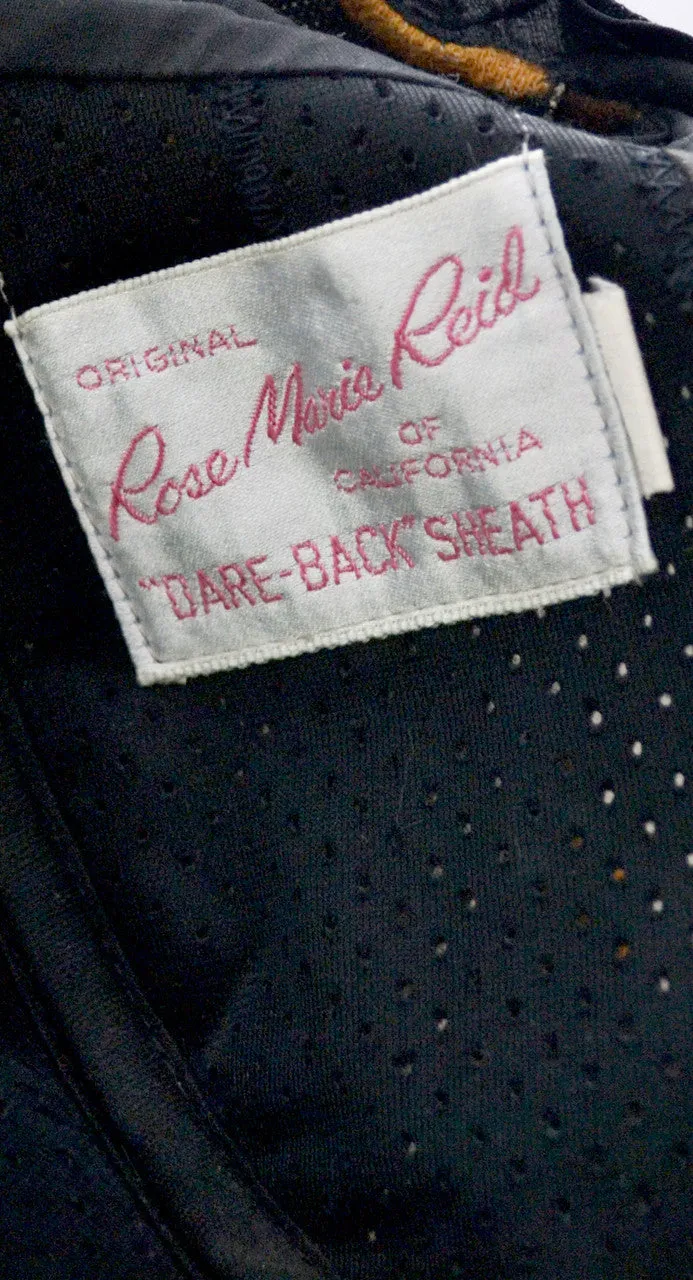 ORIGINAL
Rose Marie Reid
OF
CALIFORNIA
"DARE-BACK" SHEATH